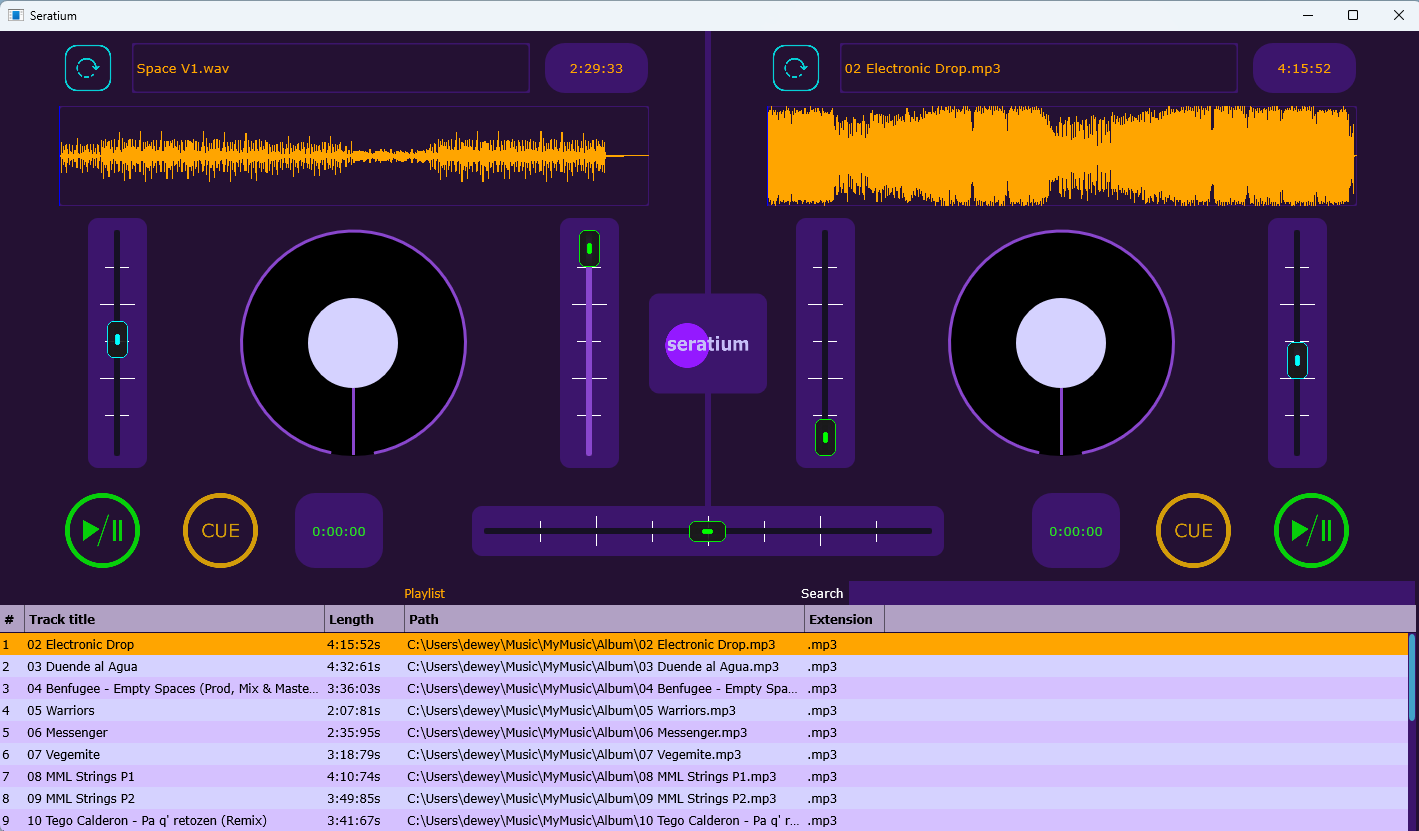 Seratium
Space V1.wav 2:29:33 02 Electronic Drop.mp3 4:15:52
seratium
CUE 0:00:00 0:00:00 CUE
Playlist Search
# Track title Length Path Extension
1 02 Electronic Drop 4:15:52s C:\Users\dewey\Music\MyMusic\Album\02 Electronic Drop.mp3 .mp3
2 03 Duende al Agua 4:32:61s C:\Users\dewey\Music\MyMusic\Album\03 Duende al Agua.mp3 .mp3
3 04 Benfugee - Empty Spaces (Prod, Mix & Maste... 3:36:03s C:\Users\dewey\Music\MyMusic\Album\04 Benfugee - Empty Spa... .mp3
4 05 Warriors 2:07:81s C:\Users\dewey\Music\MyMusic\Album\05 Warriors.mp3 .mp3
5 06 Messenger 2:35:95s C:\Users\dewey\Music\MyMusic\Album\06 Messenger.mp3 .mp3
6 07 Vegemite 3:18:79s C:\Users\dewey\Music\MyMusic\Album\07 Vegemite.mp3 .mp3
7 08 MML Strings P1 4:10:74s C:\Users\dewey\Music\MyMusic\Album\08 MML Strings P1.mp3 .mp3
8 09 MML Strings P2 3:49:85s C:\Users\dewey\Music\MyMusic\Album\09 MML Strings P2.mp3 .mp3
9 10 Tego Calderon - Pa q' retozen (Remix) 3:41:67s C:\Users\dewey\Music\MyMusic\Album\10 Tego Calderon - Pa q' r... .mp3